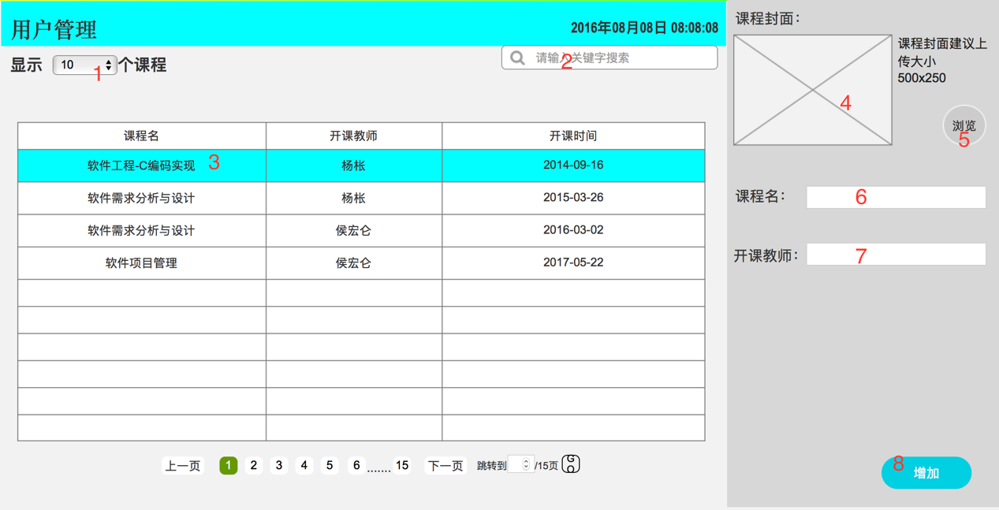 用户管理
2016年08月08日 08:08:08
显示 10 个课程
1
请输入关键字搜索
2
课程名 开课教师 开课时间
软件工程-C编码实现 3 杨枨 2014-09-16
软件需求分析与设计 杨枨 2015-03-26
软件需求分析与设计 侯宏仑 2016-03-02
软件项目管理 侯宏仑 2017-05-22
上一页 1 2 3 4 5 6 ....... 15 下一页 跳转到 /15页 GO
课程封面：
4
课程封面建议上
传大小
500x250
浏览
5
课程名： 6
开课教师： 7
8 增加